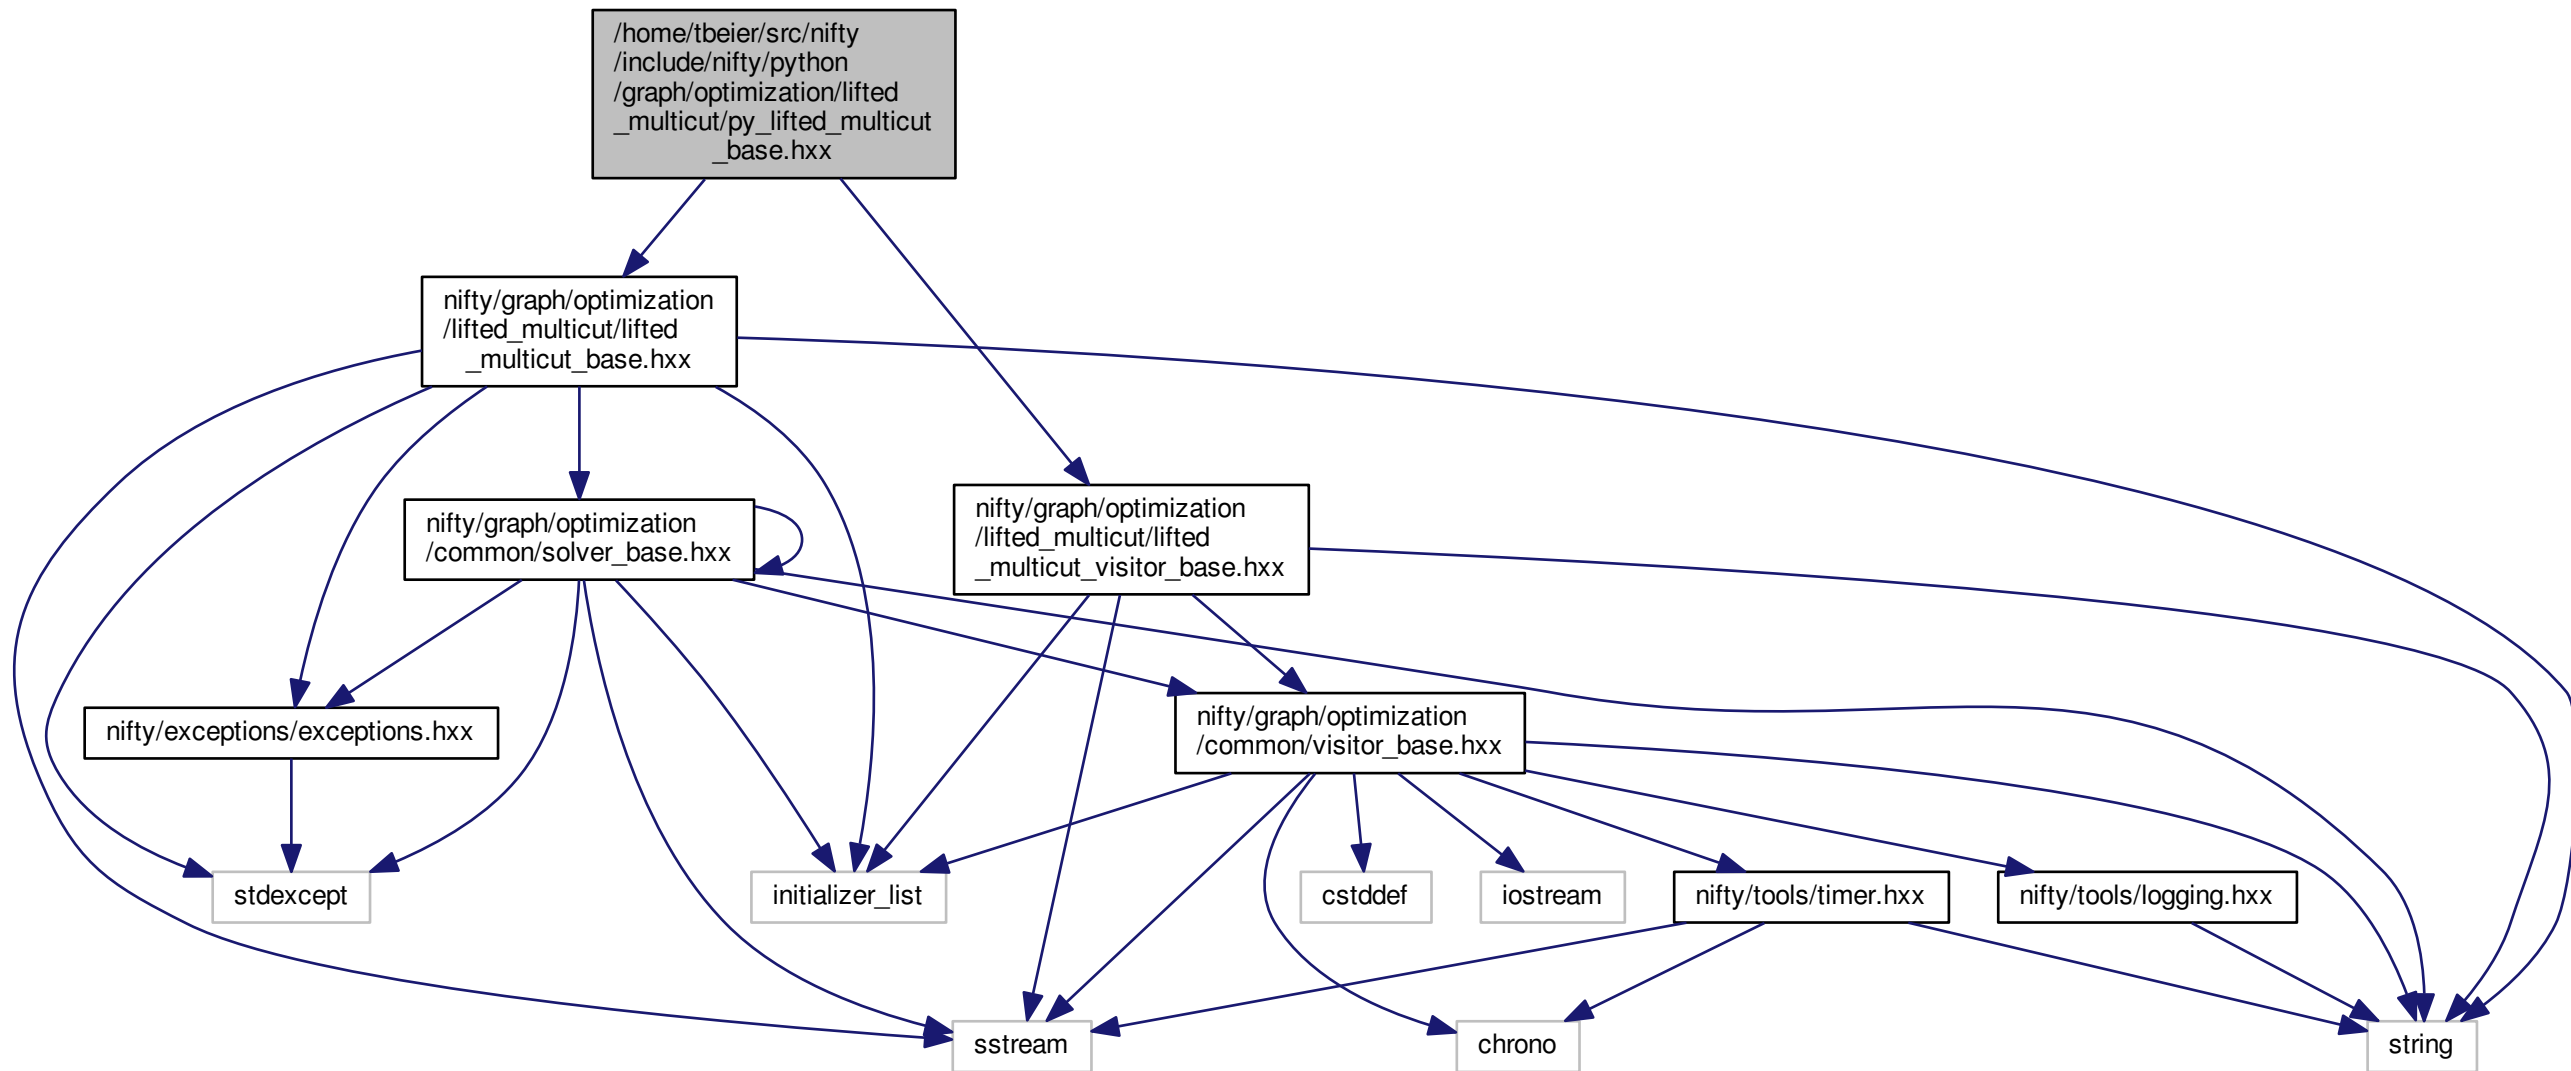 /home/tbeier/src/nifty
/include/nifty/python
/graph/optimization/lifted
_multicut/py_lifted_multicut
_base.hxx
nifty/graph/optimization
/lifted_multicut/lifted
_multicut_base.hxx
nifty/graph/optimization
/common/solver_base.hxx
nifty/graph/optimization
/lifted_multicut/lifted
_multicut_visitor_base.hxx
nifty/exceptions/exceptions.hxx
nifty/graph/optimization
/common/visitor_base.hxx
stdexcept
initializer_list
cstddef
iostream
nifty/tools/timer.hxx
nifty/tools/logging.hxx
sstream
chrono
string